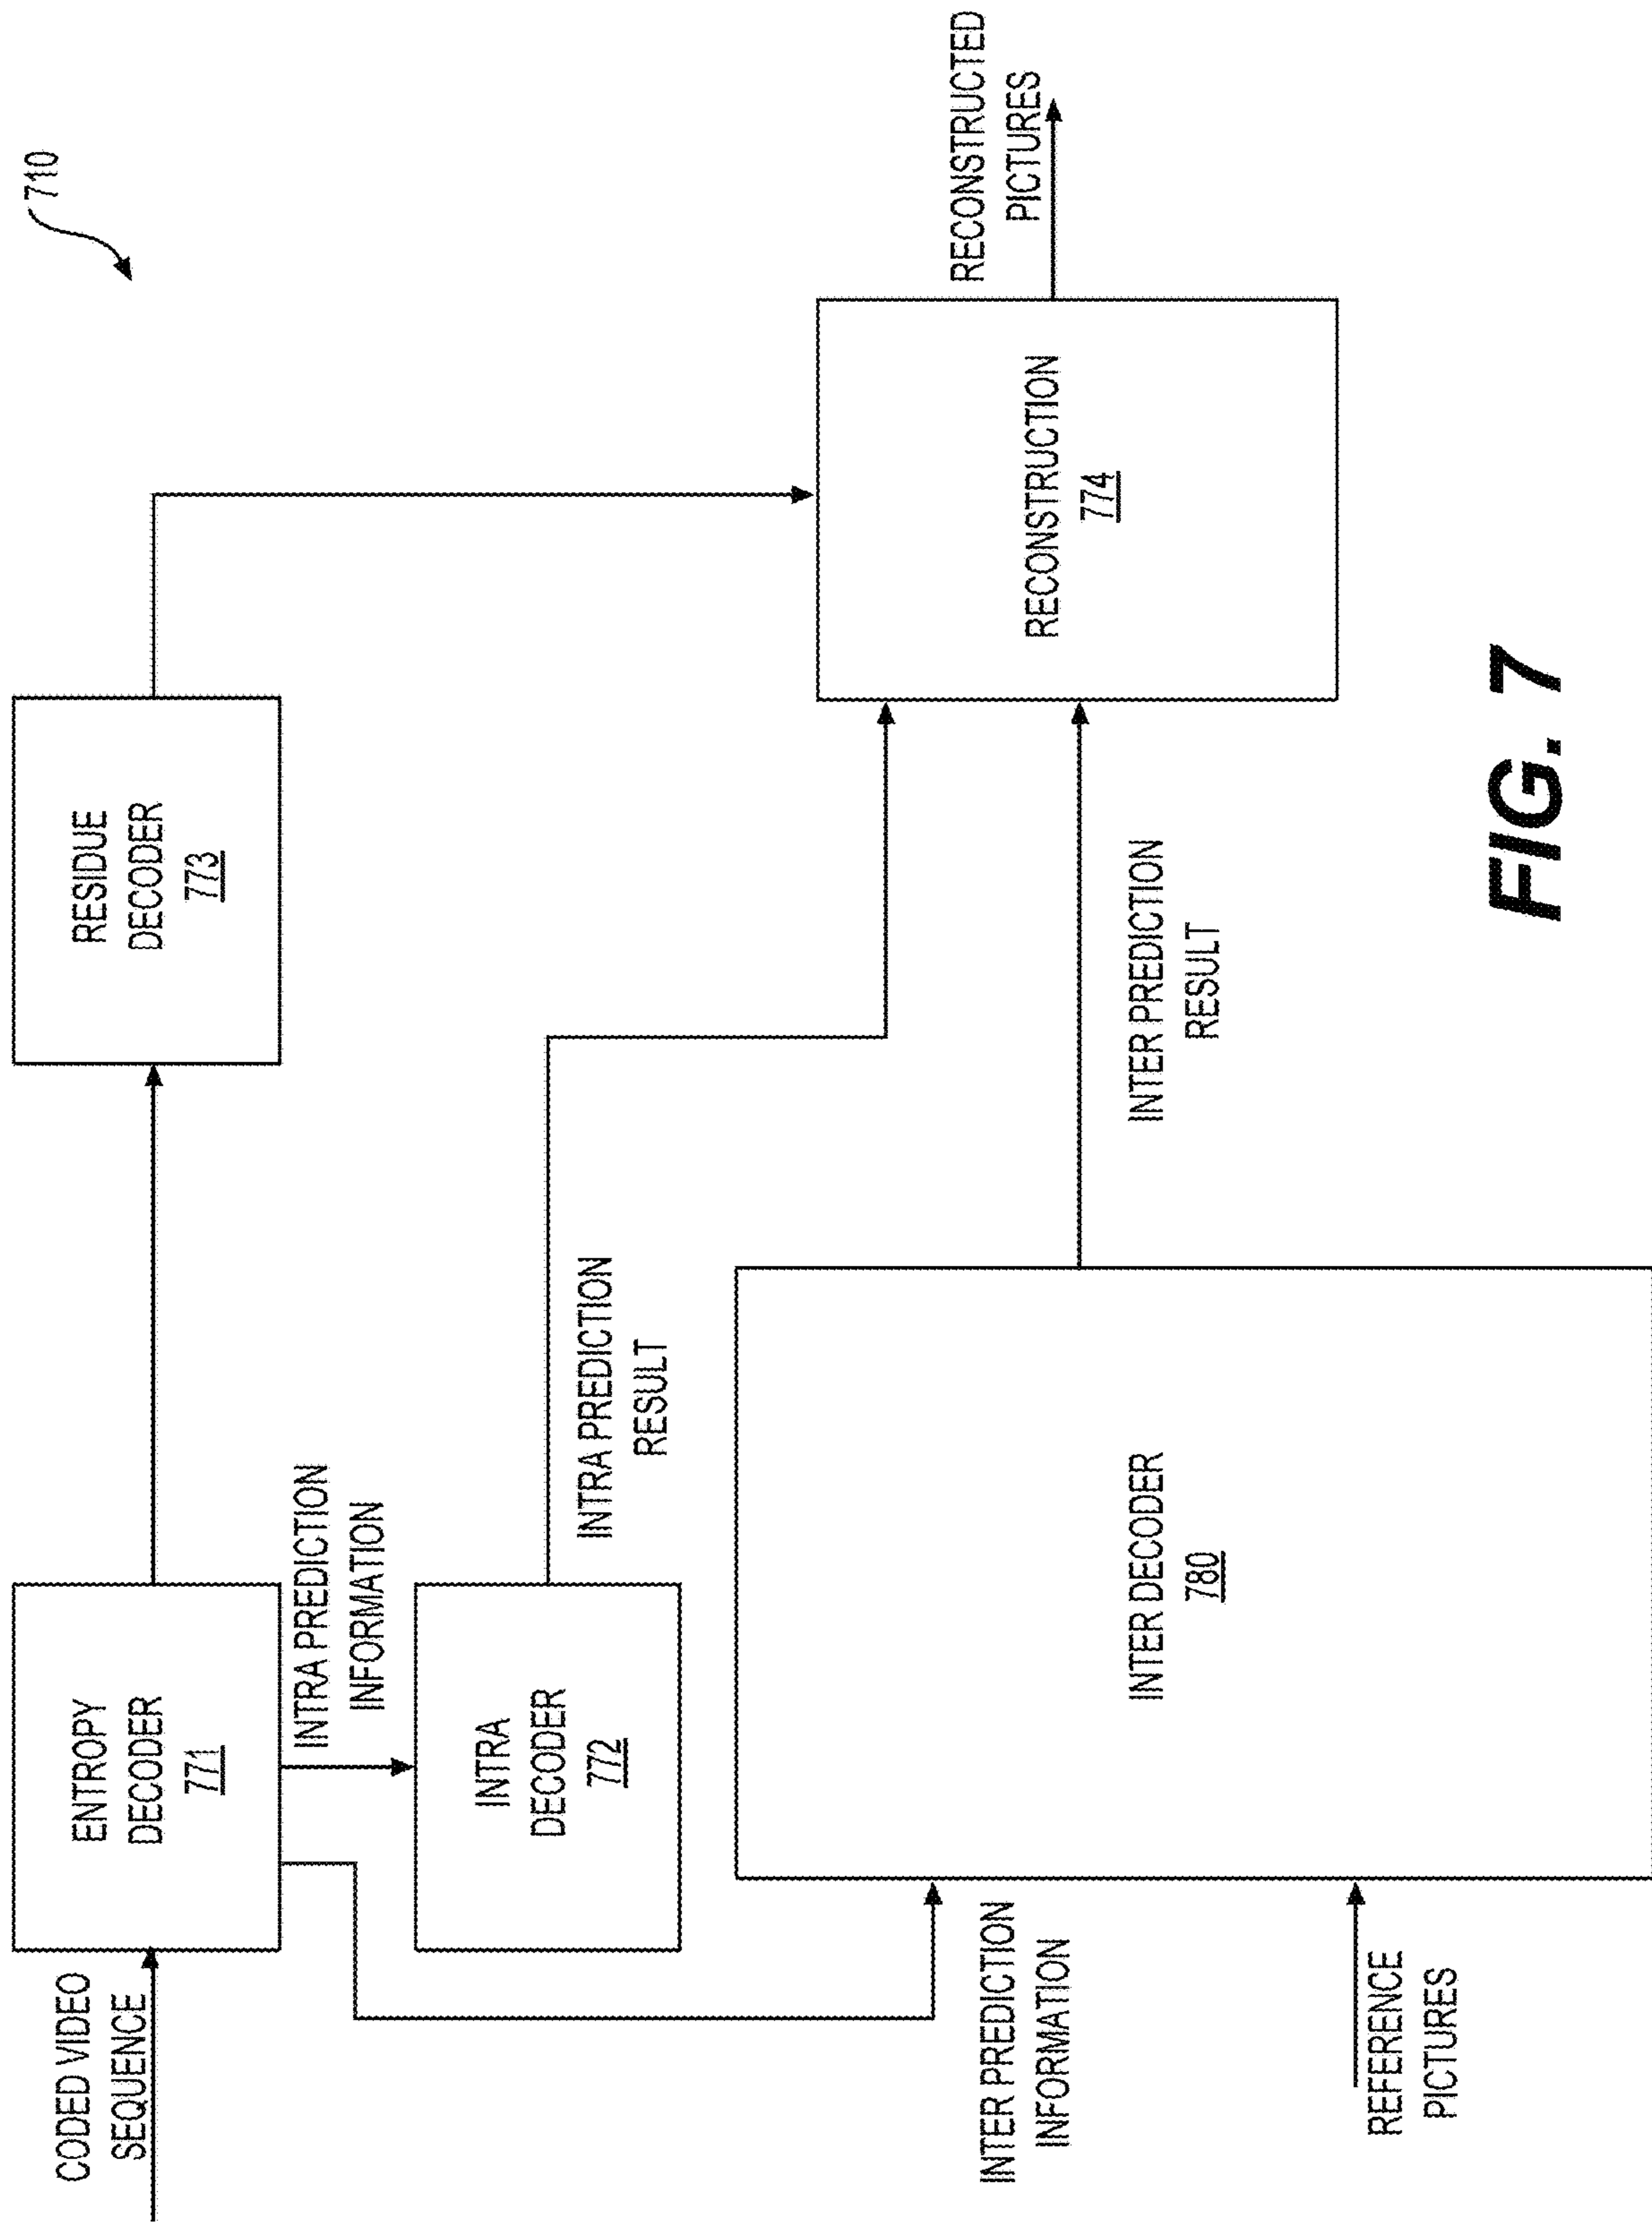 710
CODED VIDEO
SEQUENCE
ENTROPY
DECODER
771
RESIDUE
DECODER
773
INTRA PREDICTION
INFORMATION
INTRA
DECODER
772
INTRA PREDICTION
RESULT
INTER PREDICTION
INFORMATION
REFERENCE
PICTURES
INTER DECODER
780
INTER PREDICTION
RESULT
RECONSTRUCTION
774
RECONSTRUCTED
PICTURES
FIG. 7